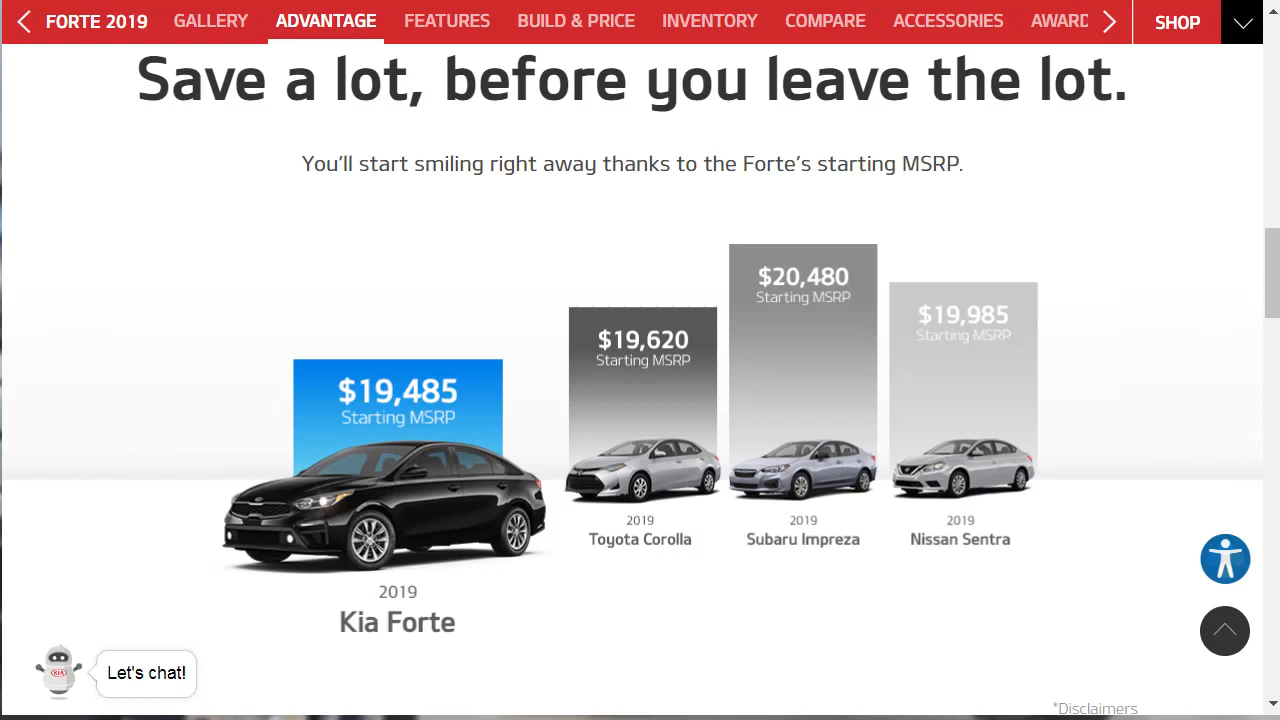 FORTE 2019 GALLERY ADVANTAGE FEATURES BUILD & PRICE INVENTORY COMPARE ACCESSORIES AWARD SHOP
Save a lot, before you leave the lot.
You’ll start smiling right away thanks to the Forte’s starting MSRP.
$20,480
Starting MSRP
$19,985
Starting MSRP
$19,620
Starting MSRP
$19,485
Starting MSRP
2019
Toyota Corolla
2019
Subaru Impreza
2019
Nissan Sentra
2019
Kia Forte
KIA
Let's chat!
*Disclaimers